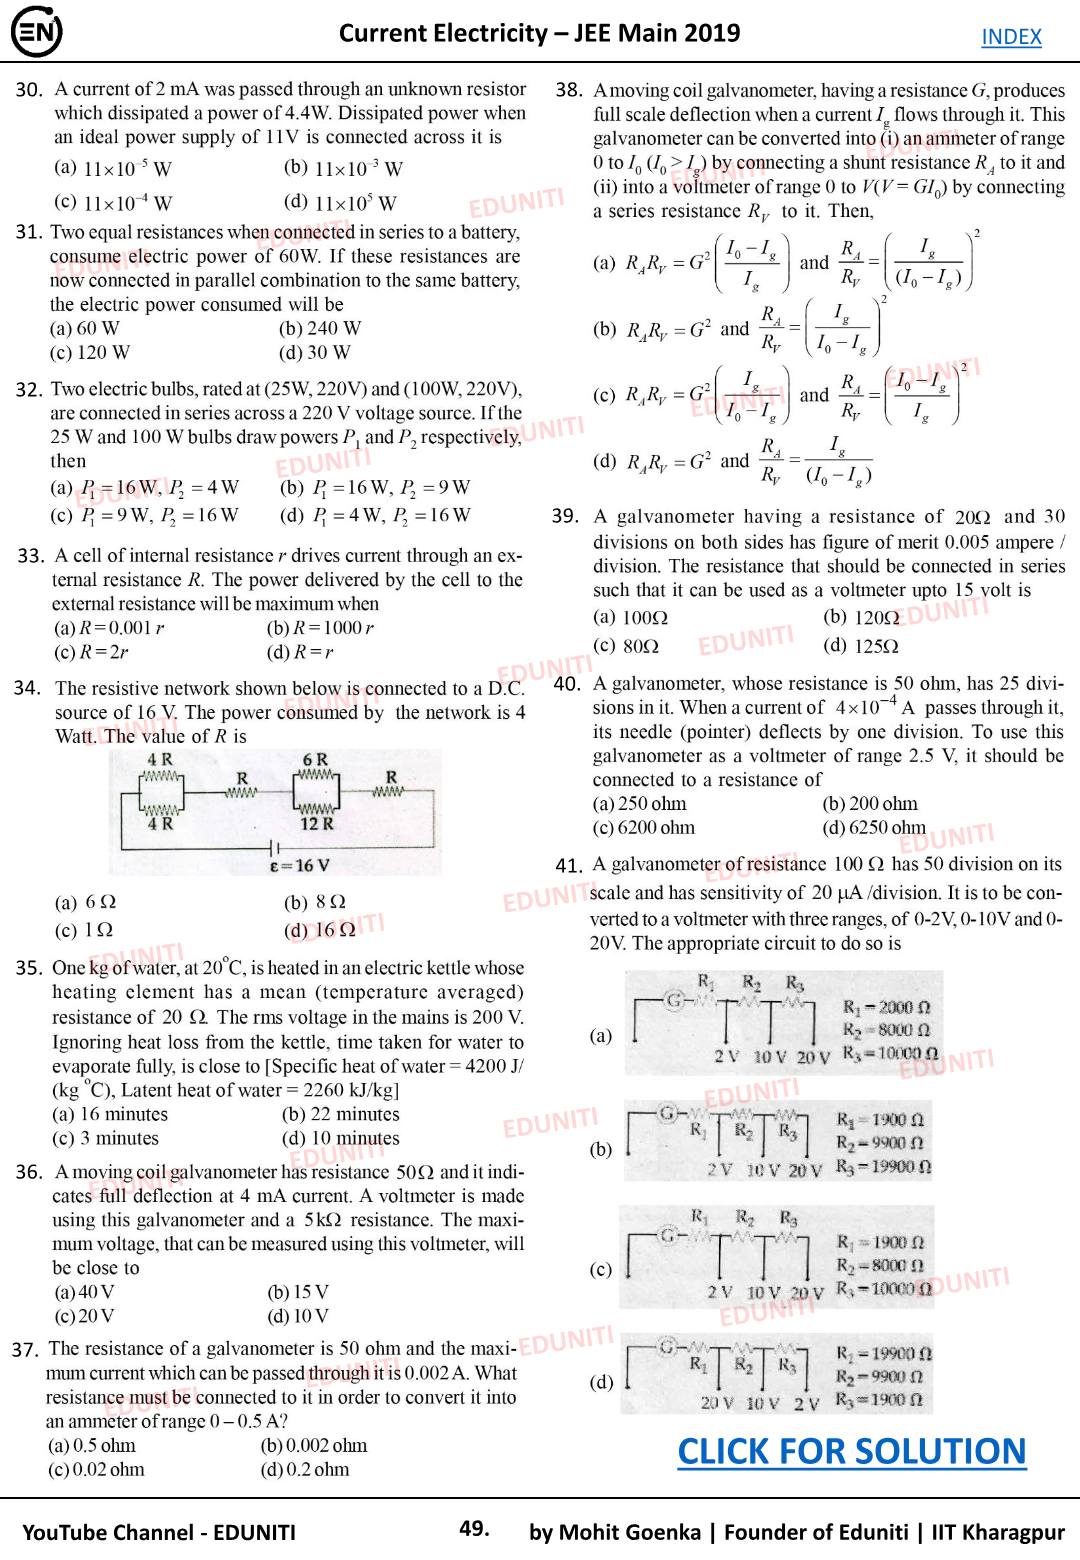 EN
Current Electricity – JEE Main 2019
INDEX
30. A current of 2 mA was passed through an unknown resistor
which dissipated a power of 4.4W. Dissipated power when
an ideal power supply of 11V is connected across it is
(a) 11×10⁻⁵ W (b) 11×10⁻³ W
(c) 11×10⁻⁴ W (d) 11×10⁵ W
31. Two equal resistances when connected in series to a battery,
consume electric power of 60W. If these resistances are
now connected in parallel combination to the same battery,
the electric power consumed will be
(a) 60 W (b) 240 W
(c) 120 W (d) 30 W
32. Two electric bulbs, rated at (25W, 220V) and (100W, 220V),
are connected in series across a 220 V voltage source. If the
25 W and 100 W bulbs draw powers P₁ and P₂ respectively,
then
(a) P₁ = 16 W, P₂ = 4 W (b) P₁ = 16 W, P₂ = 9 W
(c) P₁ = 9 W, P₂ = 16 W (d) P₁ = 4 W, P₂ = 16 W
33. A cell of internal resistance r drives current through an ex-
ternal resistance R. The power delivered by the cell to the
external resistance will be maximum when
(a) R = 0.001 r (b) R = 1000 r
(c) R = 2r (d) R = r
34. The resistive network shown below is connected to a D.C.
source of 16 V. The power consumed by the network is 4
Watt. The value of R is
4 R 6 R
R R
4 R 12 R
ε = 16 V
(a) 6 Ω (b) 8 Ω
(c) 1 Ω (d) 16 Ω
35. One kg of water, at 20°C, is heated in an electric kettle whose
heating element has a mean (temperature averaged)
resistance of 20 Ω. The rms voltage in the mains is 200 V.
Ignoring heat loss from the kettle, time taken for water to
evaporate fully, is close to [Specific heat of water = 4200 J/
(kg °C), Latent heat of water = 2260 kJ/kg]
(a) 16 minutes (b) 22 minutes
(c) 3 minutes (d) 10 minutes
36. A moving coil galvanometer has resistance 50Ω and it indi-
cates full deflection at 4 mA current. A voltmeter is made
using this galvanometer and a 5 kΩ resistance. The maxi-
mum voltage, that can be measured using this voltmeter, will
be close to
(a) 40 V (b) 15 V
(c) 20 V (d) 10 V
37. The resistance of a galvanometer is 50 ohm and the maxi-
mum current which can be passed through it is 0.002 A. What
resistance must be connected to it in order to convert it into
an ammeter of range 0 – 0.5 A?
(a) 0.5 ohm (b) 0.002 ohm
(c) 0.02 ohm (d) 0.2 ohm
38. A moving coil galvanometer, having a resistance G, produces
full scale deflection when a current I_g flows through it. This
galvanometer can be converted into (i) an ammeter of range
0 to I₀ (I₀ > I_g) by connecting a shunt resistance R_A to it and
(ii) into a voltmeter of range 0 to V(V = GI₀) by connecting
a series resistance R_V to it. Then,
(a) R_A R_V = G² ((I₀ – I_g)/I_g) and R_A/R_V = (I_g/(I₀ – I_g))²
(b) R_A R_V = G² and R_A/R_V = (I_g/(I₀ – I_g))²
(c) R_A R_V = G² (I_g/(I₀ – I_g)) and R_A/R_V = ((I₀ – I_g)/I_g)²
(d) R_A R_V = G² and R_A/R_V = I_g/(I₀ – I_g)
39. A galvanometer having a resistance of 20Ω and 30
divisions on both sides has figure of merit 0.005 ampere /
division. The resistance that should be connected in series
such that it can be used as a voltmeter upto 15 volt is
(a) 100Ω (b) 120Ω
(c) 80Ω (d) 125Ω
40. A galvanometer, whose resistance is 50 ohm, has 25 divi-
sions in it. When a current of 4×10⁻⁴ A passes through it,
its needle (pointer) deflects by one division. To use this
galvanometer as a voltmeter of range 2.5 V, it should be
connected to a resistance of
(a) 250 ohm (b) 200 ohm
(c) 6200 ohm (d) 6250 ohm
41. A galvanometer of resistance 100 Ω has 50 division on its
scale and has sensitivity of 20 μA /division. It is to be con-
verted to a voltmeter with three ranges, of 0-2V, 0-10V and 0-
20V. The appropriate circuit to do so is
(a)
G R₁ R₂ R₃
2 V 10 V 20 V
R₁ = 2000 Ω
R₂ = 8000 Ω
R₃ = 10000 Ω
(b)
G R₁ R₂ R₃
2 V 10 V 20 V
R₁ = 1900 Ω
R₂ = 9900 Ω
R₃ = 19900 Ω
(c)
G R₁ R₂ R₃
2 V 10 V 20 V
R₁ = 1900 Ω
R₂ = 8000 Ω
R₃ = 10000 Ω
(d)
G R₁ R₂ R₃
20 V 10 V 2 V
R₁ = 19900 Ω
R₂ = 9900 Ω
R₃ = 1900 Ω
CLICK FOR SOLUTION
YouTube Channel - EDUNITI
49.
by Mohit Goenka | Founder of Eduniti | IIT Kharagpur